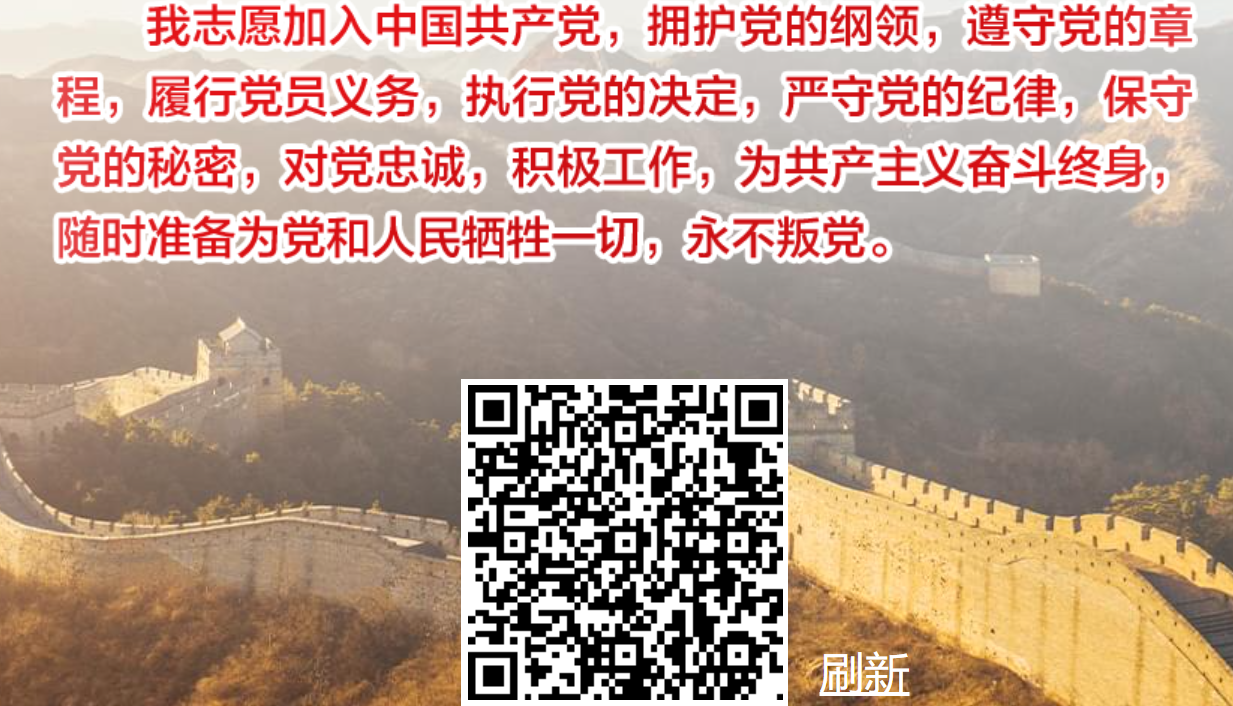 我志愿加入中国共产党，拥护党的纲领，遵守党的章
程，履行党员义务，执行党的决定，严守党的纪律，保守
党的秘密，对党忠诚，积极工作，为共产主义奋斗终身，
随时准备为党和人民牺牲一切，永不叛党。
刷新